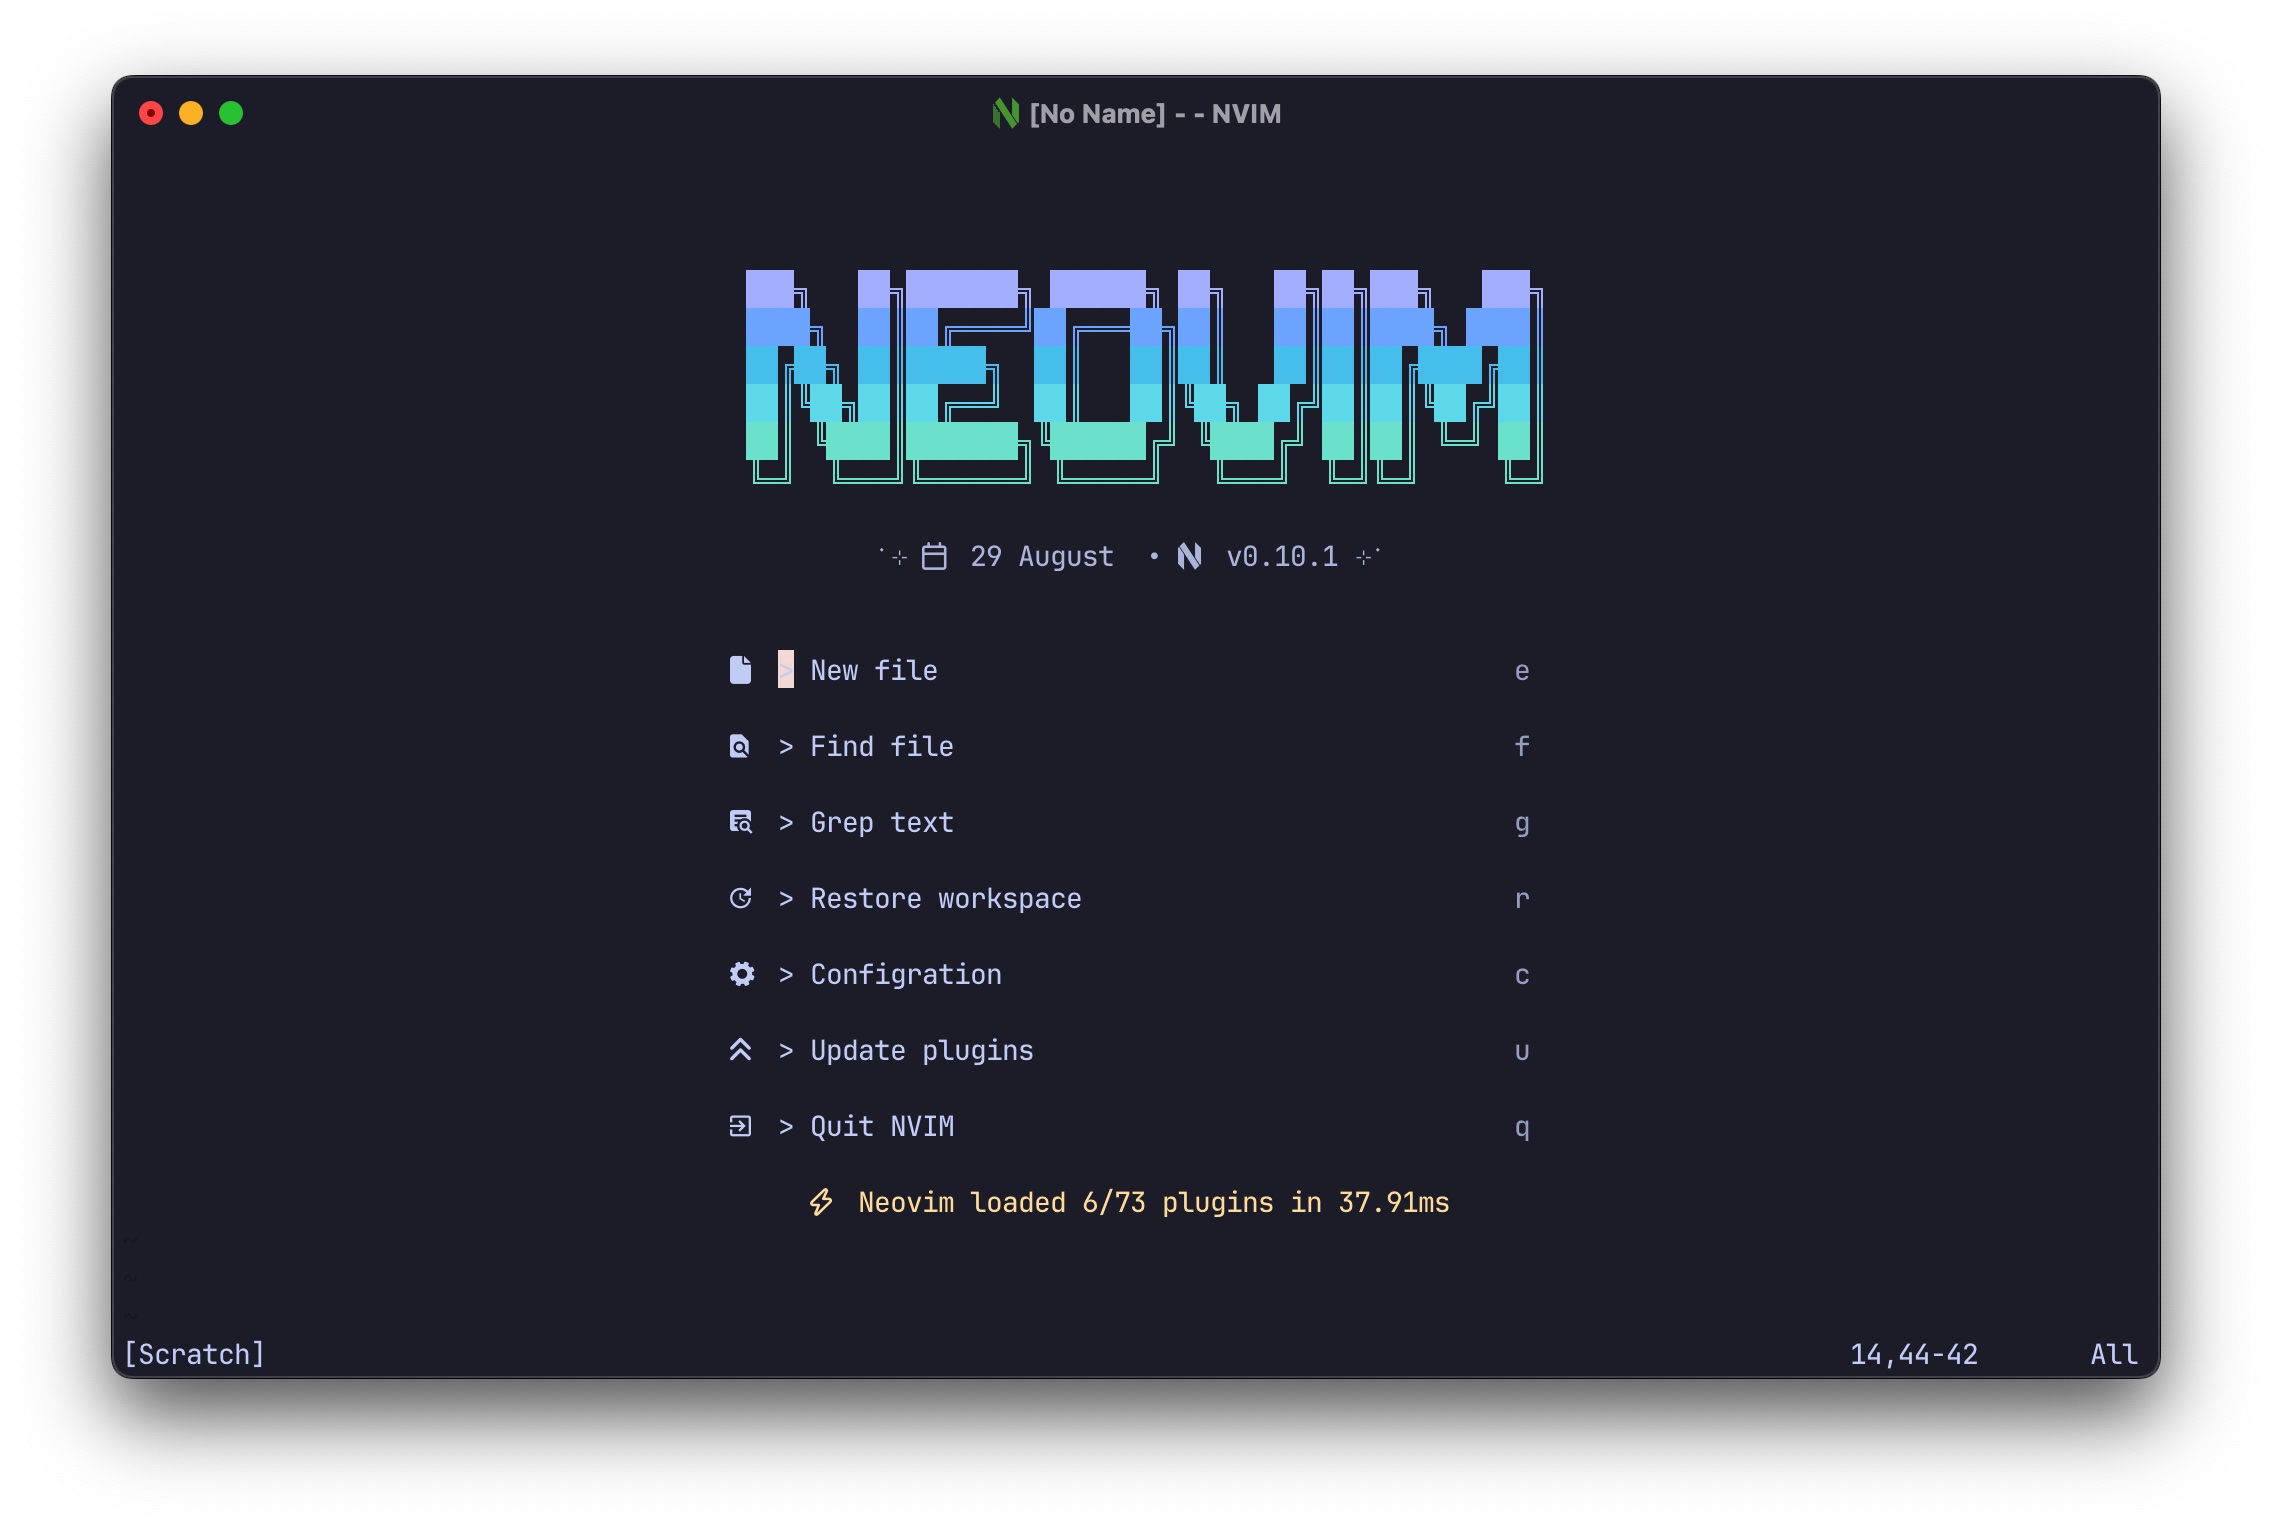 [No Name] - - NVIM
NEOVIM
29 August • v0.10.1
> New file e
> Find file f
> Grep text g
> Restore workspace r
> Configration c
> Update plugins u
> Quit NVIM q
Neovim loaded 6/73 plugins in 37.91ms
~
~
~
[Scratch] 14,44-42 All